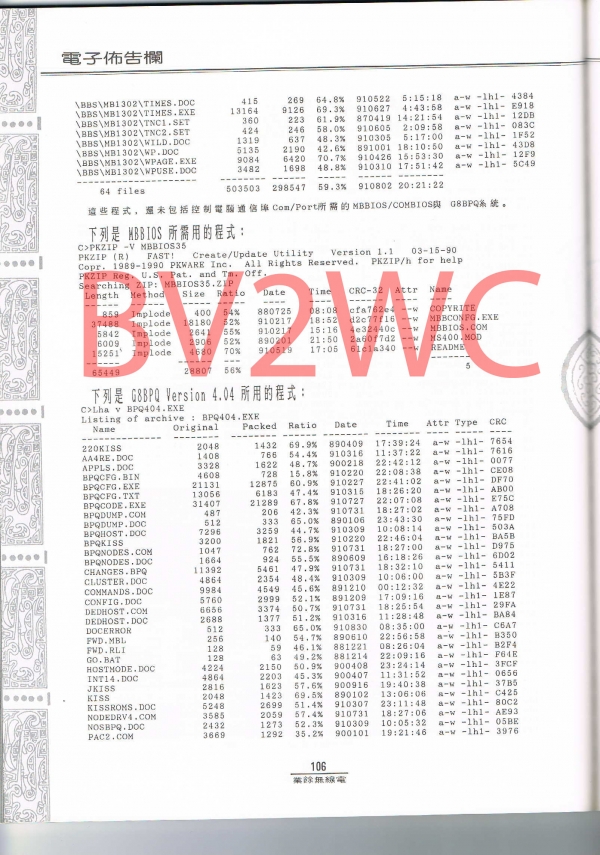 電子佈告欄
\BBS\MB1302\TIMES.DOC 415 269 64.8% 910522 5:15:18 a-w -lh1- 4384
\BBS\MB1302\TIMES.EXE 13164 9126 69.3% 910627 4:43:58 a-w -lh1- E918
\BBS\MB1302\TNC1.SET 360 223 61.9% 870419 14:21:54 a-w -lh1- 12DB
\BBS\MB1302\TNC2.SET 424 246 58.0% 910605 2:09:58 a-w -lh1- 083C
\BBS\MB1302\WILD.DOC 1319 637 48.3% 910305 5:17:00 a-w -lh1- 1F52
\BBS\MB1302\WP.DOC 5135 2190 42.6% 891001 18:10:50 a-w -lh1- 43D8
\BBS\MB1302\WPAGE.EXE 9084 6420 70.7% 910426 15:53:30 a-w -lh1- 12F9
\BBS\MB1302\WPUSE.DOC 3482 1698 48.8% 910310 17:51:42 a-w -lh1- 5C49
64 files 503503 298547 59.3% 910802 20:21:22
這些程式，還未包括控制電腦通信埠 Com/Port所需的 MBBIOS/COMBIOS與 G8BPQ系統。
下列是 MBBIOS 所需用的程式：
C>PKZIP -V MBBIOS35
PKZIP (R) FAST! Create/Update Utility Version 1.1 03-15-90
Copr. 1989-1990 PKWARE Inc. All Rights Reserved. PKZIP/h for help
PKZIP Reg. U.S. Pat. and Tm. Off.
Searching ZIP: MBBIOS35.ZIP
Length Method Size Ratio Date Time CRC-32 Attr Name
859 Implode 400 54% 880725 08:08 cfa762e4 --w COPYRITE
37488 Implode 18180 52% 910217 18:52 d2c77f16 --w MBBCONFG.EXE
5842 Implode 2641 55% 910217 15:16 4e32440c --w MBBIOS.COM
6009 Implode 2906 52% 890201 21:50 2a60f7d2 --w MS400.MOD
15251 Implode 4680 70% 910519 17:05 61c1a340 --w README
65449 28807 56% 5
BV2WC
下列是 G8BPQ Version 4.04 所用的程式：
C>Lha v BPQ404.EXE
Listing of archive : BPQ404.EXE
Name Original Packed Ratio Date Time Attr Type CRC
220KISS 2048 1432 69.9% 890409 17:39:24 a-w -lh1- 7654
AA4RE.DOC 1408 766 54.4% 910316 11:37:22 a-w -lh1- 7616
APPLS.DOC 3328 1622 48.7% 900218 22:42:12 a-w -lh1- 0077
BPQCFG.BIN 4608 728 15.8% 910220 22:08:38 a-w -lh1- CE08
BPQCFG.EXE 21131 12875 60.9% 910227 22:41:02 a-w -lh1- DF70
BPQCFG.TXT 13056 6183 47.4% 910315 18:26:20 a-w -lh1- AB00
BPQCODE.EXE 31407 21289 67.8% 910727 22:07:08 a-w -lh1- E75C
BPQDUMP.COM 487 206 42.3% 910731 18:27:02 a-w -lh1- A708
BPQDUMP.DOC 512 333 65.0% 890106 23:43:30 a-w -lh1- 75FD
BPQHOST.DOC 7296 3259 44.7% 910309 10:08:14 a-w -lh1- 503A
BPQKISS 3200 1821 56.9% 910220 22:46:04 a-w -lh1- BA5B
BPQNODES.COM 1047 762 72.8% 910731 18:27:00 a-w -lh1- D975
BPQNODES.DOC 1664 924 55.5% 890609 16:18:26 a-w -lh1- 6D02
CHANGES.BPQ 11392 5461 47.9% 910731 18:32:10 a-w -lh1- 5411
CLUSTER.DOC 4864 2354 48.4% 910309 10:06:00 a-w -lh1- 5B3F
COMMANDS.DOC 9984 4549 45.6% 891210 00:12:32 a-w -lh1- 4E22
CONFIG.DOC 5760 2999 52.1% 891209 17:09:16 a-w -lh1- 1E87
DEDHOST.COM 6656 3374 50.7% 910731 18:25:54 a-w -lh1- 29FA
DEDHOST.DOC 2688 1377 51.2% 910316 11:28:48 a-w -lh1- BA84
DOCERROR 512 333 65.0% 910830 08:35:00 a-w -lh1- C6A7
FWD.MBL 256 140 54.7% 890610 22:56:58 a-w -lh1- B350
FWD.RLI 128 59 46.1% 881221 08:26:04 a-w -lh1- B2F4
GO.BAT 128 63 49.2% 881214 22:09:16 a-w -lh1- F64E
HOSTMODE.DOC 4224 2150 50.9% 900408 23:24:14 a-w -lh1- 3FCF
INT14.DOC 4864 2203 45.3% 900407 11:31:52 a-w -lh1- 0656
JKISS 2816 1623 57.6% 900916 19:40:38 a-w -lh1- 37B5
KISS 2048 1423 69.5% 890102 13:06:06 a-w -lh1- C425
KISSROMS.DOC 5248 2699 51.4% 910307 23:11:48 a-w -lh1- 80C2
NODEDRV4.COM 3585 2059 57.4% 910731 18:27:06 a-w -lh1- AE93
NOSBPQ.DOC 2432 1273 52.3% 910309 10:05:32 a-w -lh1- 05BE
PAC2.COM 3669 1292 35.2% 900101 19:21:46 a-w -lh1- 3976
106
業餘無線電